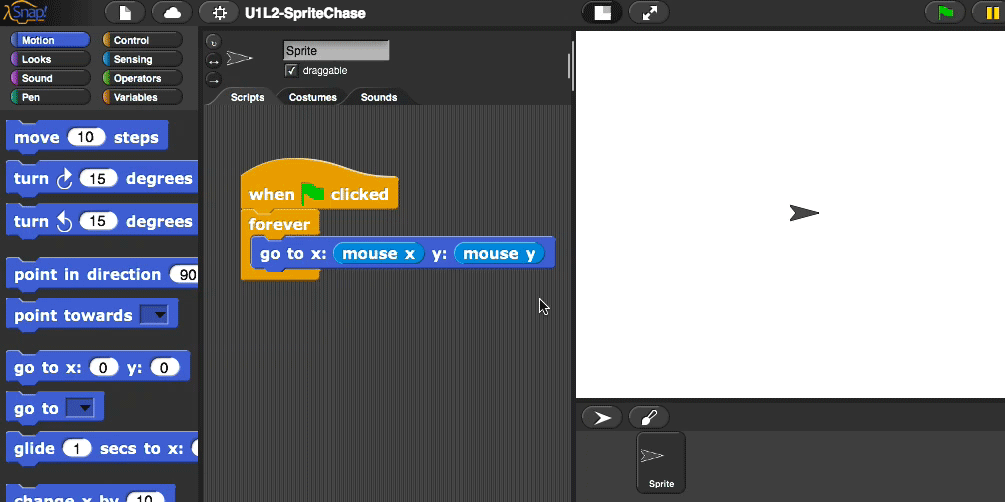 Snap!
U1L2-SpriteChase
Motion
Control
Looks
Sensing
Sound
Operators
Pen
Variables
move 10 steps
turn 15 degrees
turn 15 degrees
point in direction 90
point towards
go to x: 0 y: 0
go to
glide 1 secs to x:
change x by 10
Sprite
draggable
Scripts Costumes Sounds
when clicked
forever
go to x: mouse x y: mouse y
Sprite